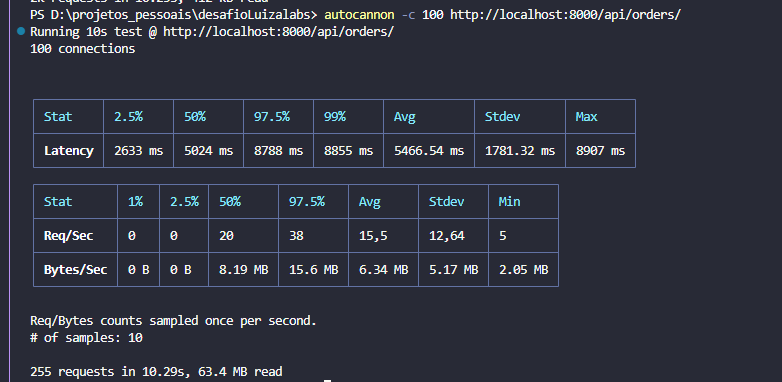 PS D:\projetos_pessoais\desafioLuizalabs> autocannon -c 100 http://localhost:8000/api/orders/
Running 10s test @ http://localhost:8000/api/orders/
100 connections
Stat 2.5% 50% 97.5% 99% Avg Stdev Max
Latency 2633 ms 5024 ms 8788 ms 8855 ms 5466.54 ms 1781.32 ms 8907 ms
Stat 1% 2.5% 50% 97.5% Avg Stdev Min
Req/Sec 0 0 20 38 15,5 12,64 5
Bytes/Sec 0 B 0 B 8.19 MB 15.6 MB 6.34 MB 5.17 MB 2.05 MB
Req/Bytes counts sampled once per second.
# of samples: 10
255 requests in 10.29s, 63.4 MB read